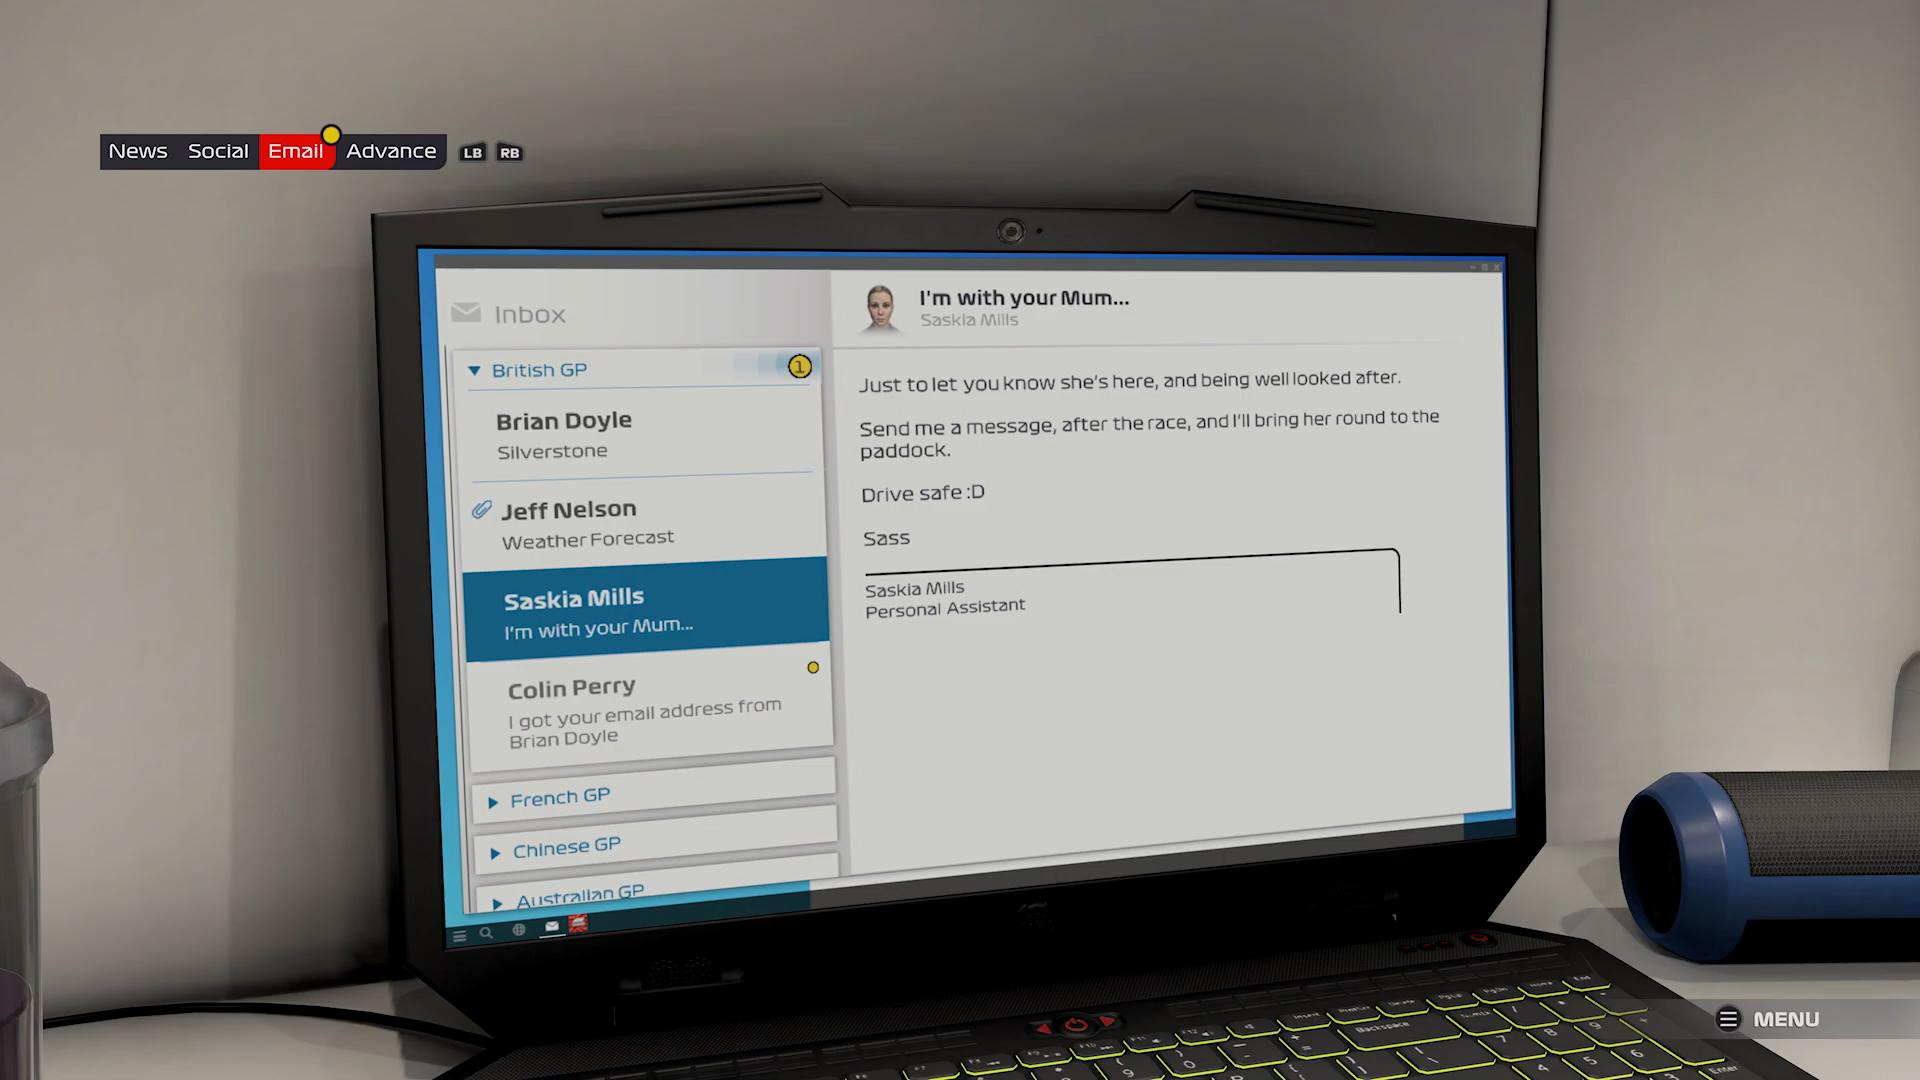 News Social Email Advance LB RB
Inbox
British GP 1
Brian Doyle
Silverstone
Jeff Nelson
Weather Forecast
Saskia Mills
I'm with your Mum...
Colin Perry
I got your email address from
Brian Doyle
French GP
Chinese GP
Australian GP
I'm with your Mum...
Saskia Mills
Just to let you know she's here, and being well looked after.
Send me a message, after the race, and I'll bring her round to the
paddock.
Drive safe :D
Sass
Saskia Mills
Personal Assistant
Backspace
Enter
MENU